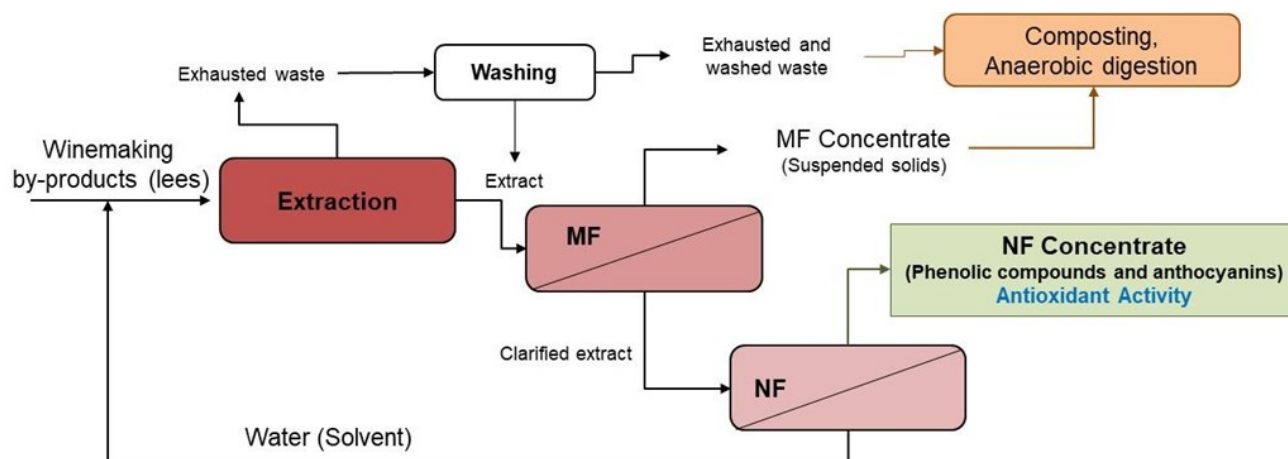 Exhausted waste
Washing
Exhausted and
washed waste
Composting,
Anaerobic digestion
Winemaking
by-products (lees)
Extraction
Extract
MF Concentrate
(Suspended solids)
MF
NF Concentrate
(Phenolic compounds and anthocyanins)
Antioxidant Activity
Clarified extract
NF
Water (Solvent)